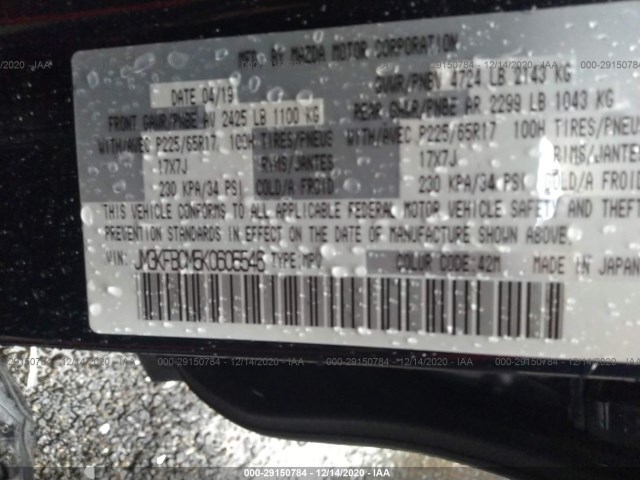 000-29150784 - 12/14/2020 - IAA
MFR. BY MAZDA MOTOR CORPORATION
DATE 04/19 GVWR/PNBV 4724 LB 2143 KG
FRONT GAWR/PNBE AV 2425 LB 1100 KG REAR GAWR/PNBE AR 2299 LB 1043 KG
WITH/AVEC P225/65R17 100H TIRES/PNEUS WITH/AVEC P225/65R17 100H TIRES/PNEUS
17X7J RIMS/JANTES 17X7J RIMS/JANTES
230 KPA/34 PSI COLD/A FROID 230 KPA/34 PSI COLD/A FROID
THIS VEHICLE CONFORMS TO ALL APPLICABLE FEDERAL MOTOR VEHICLE SAFETY AND THEFT
PREVENTION STANDARDS IN EFFECT ON THE DATE OF MANUFACTURE SHOWN ABOVE.
VIN: JM3KFBCM5K0605546 TYPE:MPV COLOR CODE:42M MADE IN JAPAN
000-29150784 - 12/14/2020 - IAA
000-29150784 - 12/14/2020 - IAA